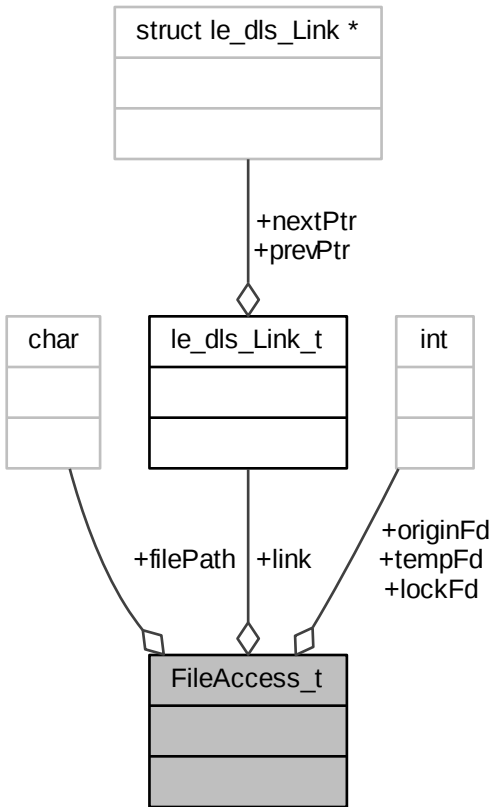 struct le_dls_Link *
+nextPtr
+prevPtr
char
le_dls_Link_t
int
+filePath
+link
+originFd
+tempFd
+lockFd
FileAccess_t